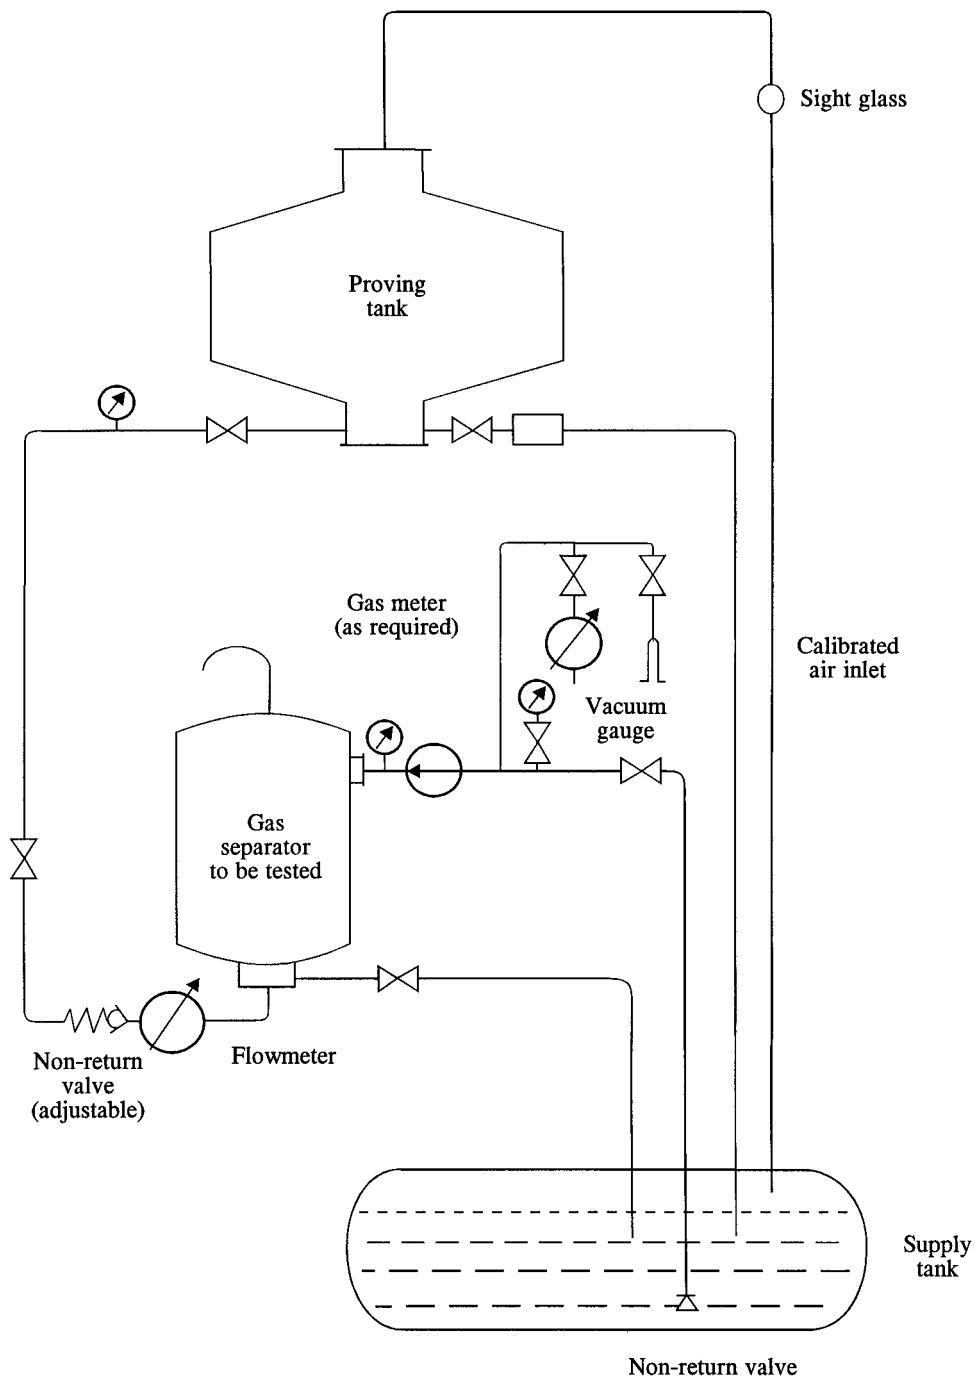 Sight glass
Proving
tank
Gas meter
(as required)
Calibrated
air inlet
Vacuum
gauge
Gas
separator
to be tested
Flowmeter
Non-return
valve
(adjustable)
Supply
tank
Non-return valve